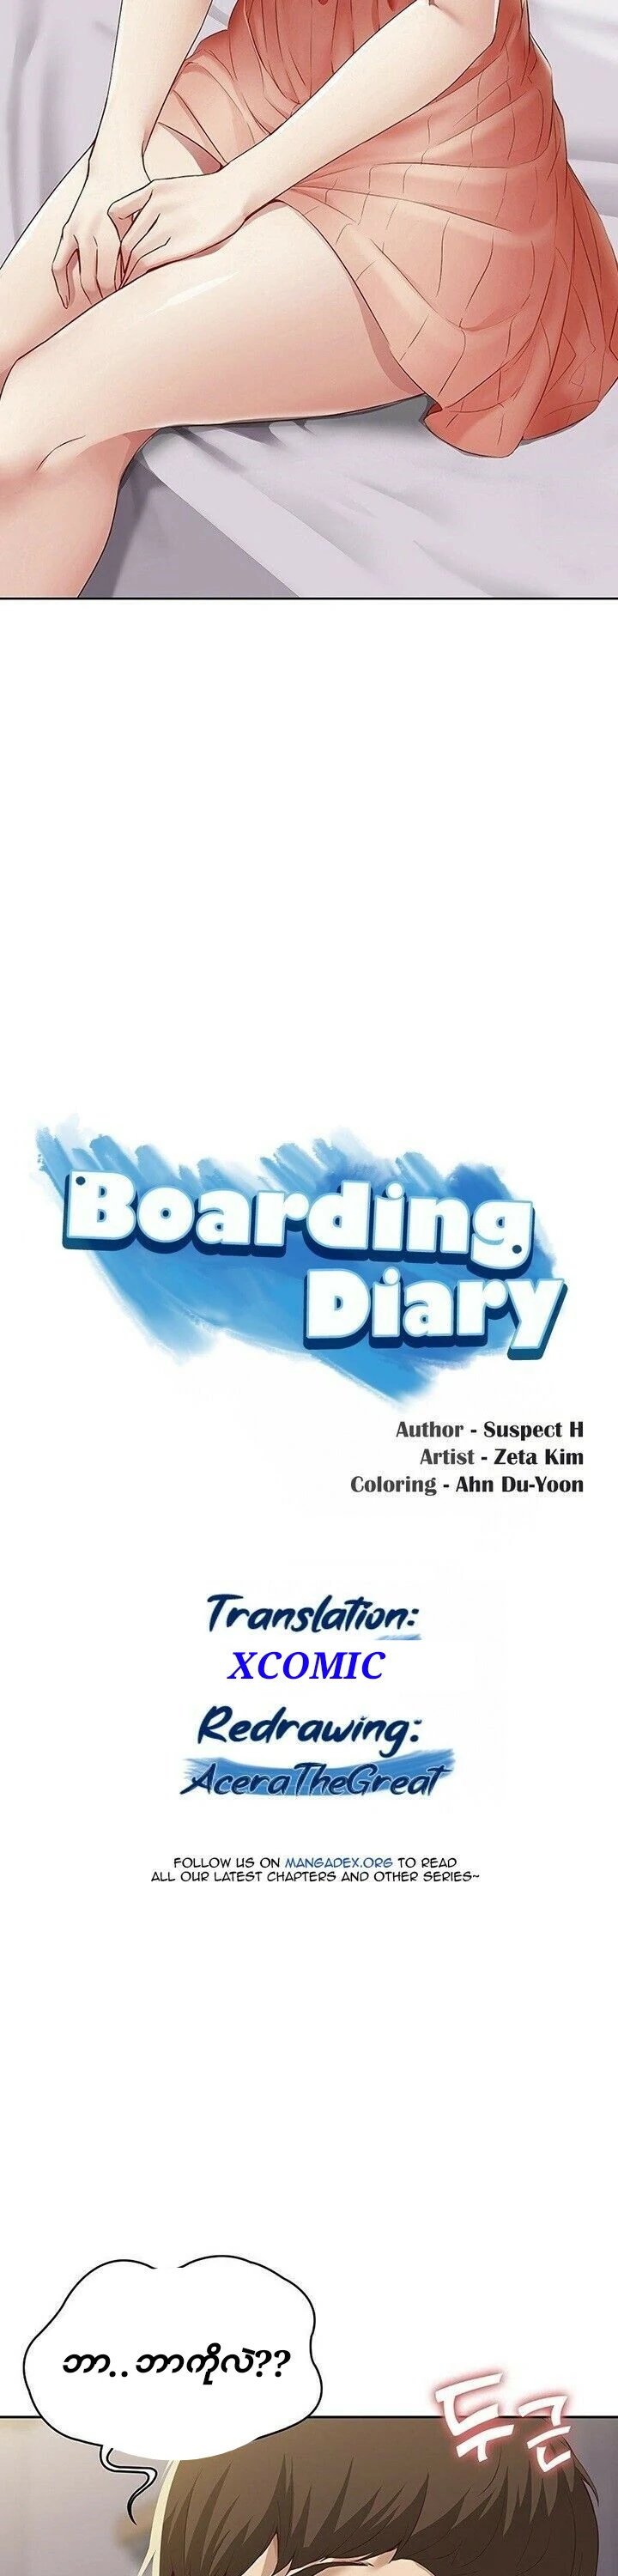 Boarding
Diary
Author - Suspect H
Artist - Zeta Kim
Coloring - Ahn Du-Yoon
Translation:
XCOMIC
Redrawing:
AceraTheGreat
FOLLOW US ON MANGADEX.ORG TO READ
ALL OUR LATEST CHAPTERS AND OTHER SERIES~
ဘာ..ဘာကိုလဲ??
두근